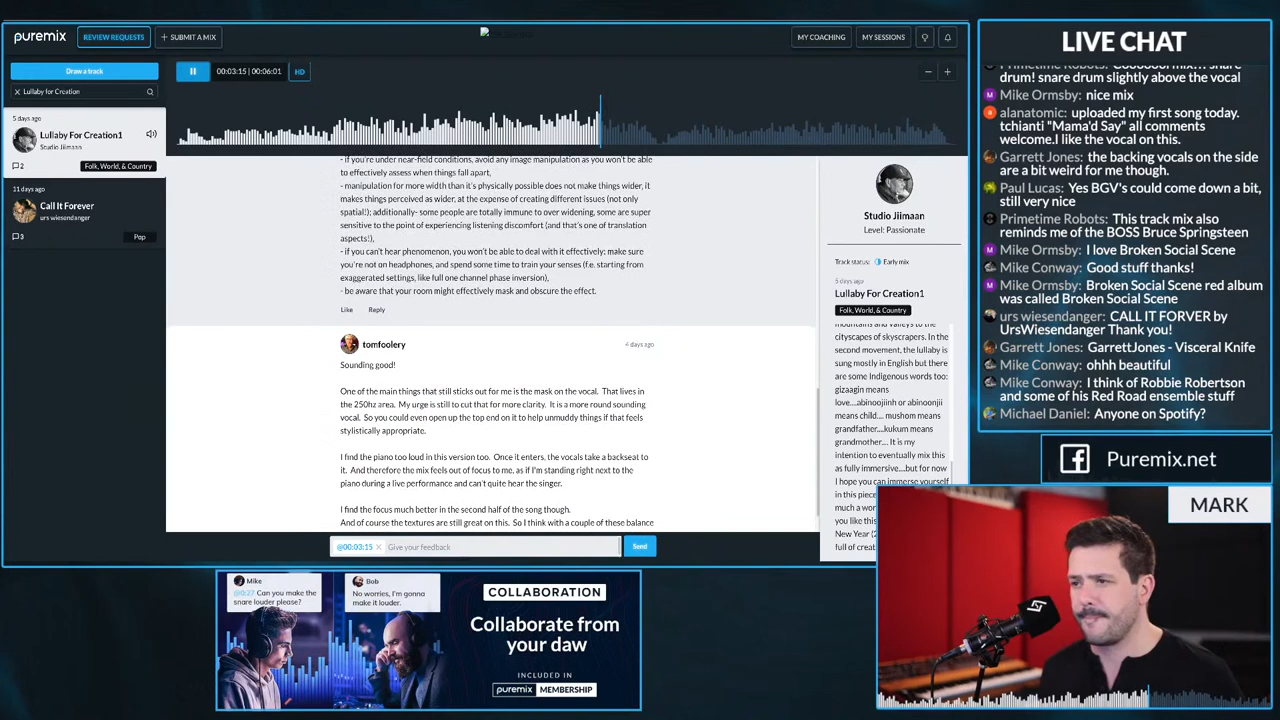 puremix
REVIEW REQUESTS
+ SUBMIT A MIX
MY COACHING
MY SESSIONS
Draw a track
× Lullaby for Creation
00:03:15 | 00:06:01
HD
5 days ago
Lullaby For Creation1
Studio Jiimaan
2
Folk, World, & Country
11 days ago
Call It Forever
urs wiesendanger
3
Pop
- if you're under near-field conditions, avoid any image manipulation as you won't be able
to effectively assess when things fall apart,
- manipulation for more width than it's physically possible does not make things wider, it
makes things perceived as wider, at the expense of creating different issues (not only
spatial!); additionally- some people are totally immune to over widening, some are super
sensitive to the point of experiencing listening discomfort (and that's one of translation
aspects!),
- if you can't hear phenomenon, you won't be able to deal with it effectively; make sure
you're not on headphones, and spend some time to train your senses (f.e. starting from
exaggerated settings, like full one channel phase inversion),
- be aware that your room might effectively mask and obscure the effect.
Like Reply
tomfoolery
4 days ago
Sounding good!
One of the main things that still sticks out for me is the mask on the vocal. That lives in
the 250hz area. My urge is still to cut that for more clarity. It is a more round sounding
vocal. So you could even open up the top end on it to help unmuddy things if that feels
stylistically appropriate.
I find the piano too loud in this version too. Once it enters, the vocals take a backseat to
it. And therefore the mix feels out of focus to me, as if I'm standing right next to the
piano during a live performance and can't quite hear the singer.
I find the focus much better in the second half of the song though.
And of course the textures are still great on this. So I think with a couple of these balance
@00:03:15 × Give your feedback
Send
Studio Jiimaan
Level: Passionate
Track status: Early mix
5 days ago
Lullaby For Creation1
Folk, World, & Country
mountains and valleys to the
cityscapes of skyscrapers. In the
second movement, the lullaby is
sung mostly in English but there
are some Indigenous words too:
gizaagin means
love....abinoojiinh or abinoonjii
means child.... mushom means
grandfather....kukum means
grandmother.... It is my
intention to eventually mix this
as fully immersive....but for now
I hope you can immerse yourself
in this piece
much a wor
you like this
New Year (2
full of creat
LIVE CHAT
drum! snare drum slightly above the vocal
Mike Ormsby: nice mix
alanatomic: uploaded my first song today.
tchianti "Mama'd Say" all comments
welcome.I like the vocal on this.
Garrett Jones: the backing vocals on the side
are a bit weird for me though.
Paul Lucas: Yes BGV's could come down a bit,
still very nice
Primetime Robots: This track mix also
reminds me of the BOSS Bruce Springsteen
Mike Ormsby: I love Broken Social Scene
Mike Conway: Good stuff thanks!
Mike Ormsby: Broken Social Scene red album
was called Broken Social Scene
urs wiesendanger: CALL IT FORVER by
UrsWiesendanger Thank you!
Garrett Jones: GarrettJones - Visceral Knife
Mike Conway: ohhh beautiful
Mike Conway: I think of Robbie Robertson
and some of his Red Road ensemble stuff
Michael Daniel: Anyone on Spotify?
Puremix.net
MARK
Mike
@0:27 Can you make the
snare louder please?
Bob
No worries, I'm gonna
make it louder.
COLLABORATION
Collaborate from
your daw
INCLUDED IN
puremix MEMBERSHIP